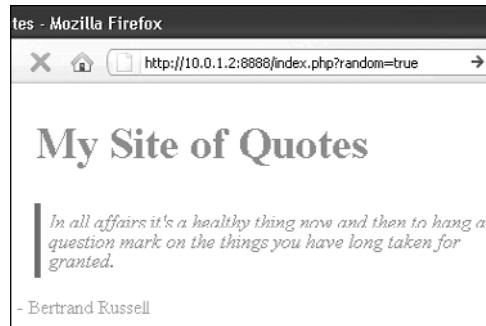 tes - Mozilla Firefox
http://10.0.1.2:8888/index.php?random=true
My Site of Quotes
In all affairs it's a healthy thing now and then to hang a
question mark on the things you have long taken for
granted.
- Bertrand Russell